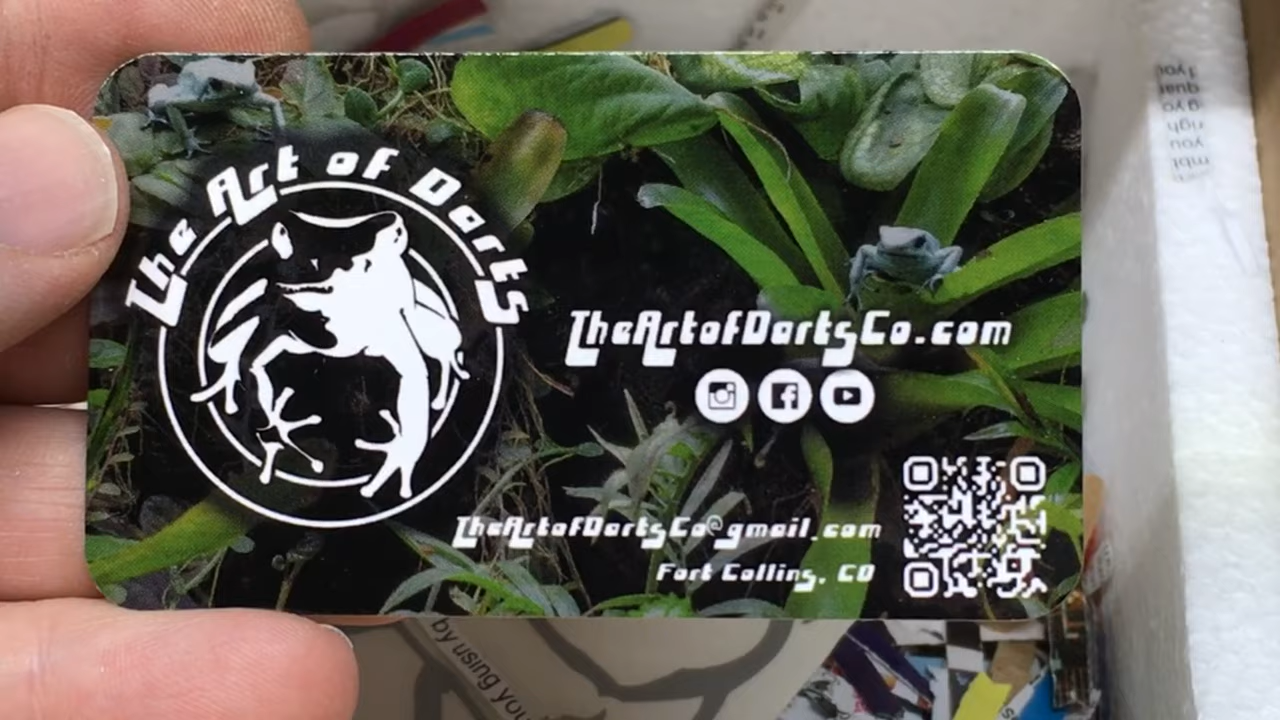 The Art of Darts
TheArtofDartsCo.com
TheArtofDartsCo@gmail.com
Fort Collins, CO
by using you